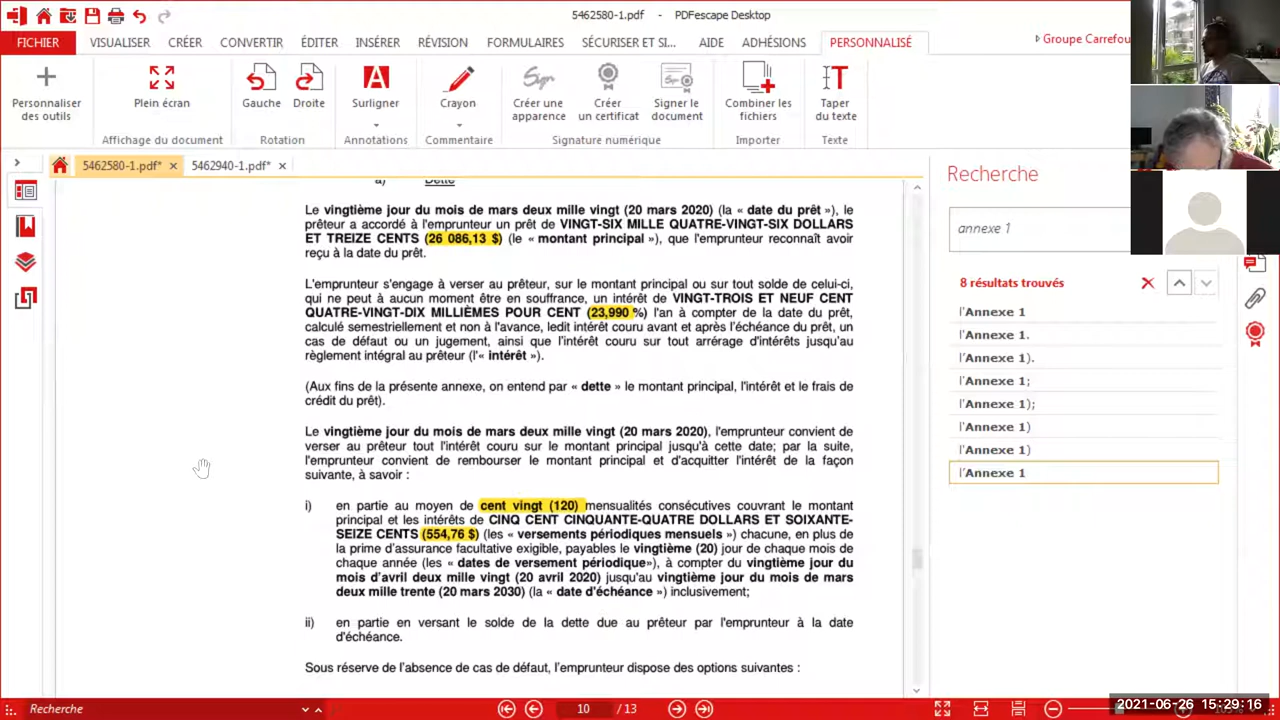 5462580-1.pdf - PDFescape Desktop
FICHIER VISUALISER CRÉER CONVERTIR ÉDITER INSÉRER RÉVISION FORMULAIRES SÉCURISER ET SI... AIDE ADHÉSIONS PERSONNALISÉ
Groupe Carrefou
Personnaliser des outils
Plein écran
Affichage du document
Gauche Droite
Rotation
Surligner
Annotations
Crayon
Commentaire
Créer une apparence
Créer un certificat
Signer le document
Signature numérique
Combiner les fichiers
Importer
Taper du texte
Texte
5462580-1.pdf* 5462940-1.pdf*
a) Dette
Le vingtième jour du mois de mars deux mille vingt (20 mars 2020) (la « date du prêt »), le
prêteur a accordé à l'emprunteur un prêt de VINGT-SIX MILLE QUATRE-VINGT-SIX DOLLARS
ET TREIZE CENTS (26 086,13 $) (le « montant principal »), que l'emprunteur reconnaît avoir
reçu à la date du prêt.
L'emprunteur s'engage à verser au prêteur, sur le montant principal ou sur tout solde de celui-ci,
qui ne peut à aucun moment être en souffrance, un intérêt de VINGT-TROIS ET NEUF CENT
QUATRE-VINGT-DIX MILLIÈMES POUR CENT (23,990 %) l'an à compter de la date du prêt,
calculé semestriellement et non à l'avance, ledit intérêt couru avant et après l'échéance du prêt, un
cas de défaut ou un jugement, ainsi que l'intérêt couru sur tout arrérage d'intérêts jusqu'au
règlement intégral au prêteur (l'« intérêt »).
(Aux fins de la présente annexe, on entend par « dette » le montant principal, l'intérêt et le frais de
crédit du prêt).
Le vingtième jour du mois de mars deux mille vingt (20 mars 2020), l'emprunteur convient de
verser au prêteur tout l'intérêt couru sur le montant principal jusqu'à cette date; par la suite,
l'emprunteur convient de rembourser le montant principal et d'acquitter l'intérêt de la façon
suivante, à savoir :
i) en partie au moyen de cent vingt (120) mensualités consécutives couvrant le montant
principal et les intérêts de CINQ CENT CINQUANTE-QUATRE DOLLARS ET SOIXANTE-
SEIZE CENTS (554,76 $) (les « versements périodiques mensuels ») chacune, en plus de
la prime d'assurance facultative exigible, payables le vingtième (20) jour de chaque mois de
chaque année (les « dates de versement périodique»), à compter du vingtième jour du
mois d'avril deux mille vingt (20 avril 2020) jusqu'au vingtième jour du mois de mars
deux mille trente (20 mars 2030) (la « date d'échéance ») inclusivement;
ii) en partie en versant le solde de la dette due au prêteur par l'emprunteur à la date
d'échéance.
Sous réserve de l'absence de cas de défaut, l'emprunteur dispose des options suivantes :
Recherche
annexe 1
8 résultats trouvés
l'Annexe 1
l'Annexe 1.
l'Annexe 1).
l'Annexe 1;
l'Annexe 1);
l'Annexe 1)
l'Annexe 1)
l'Annexe 1
Recherche
10 / 13
2021-06-26 15:29:16